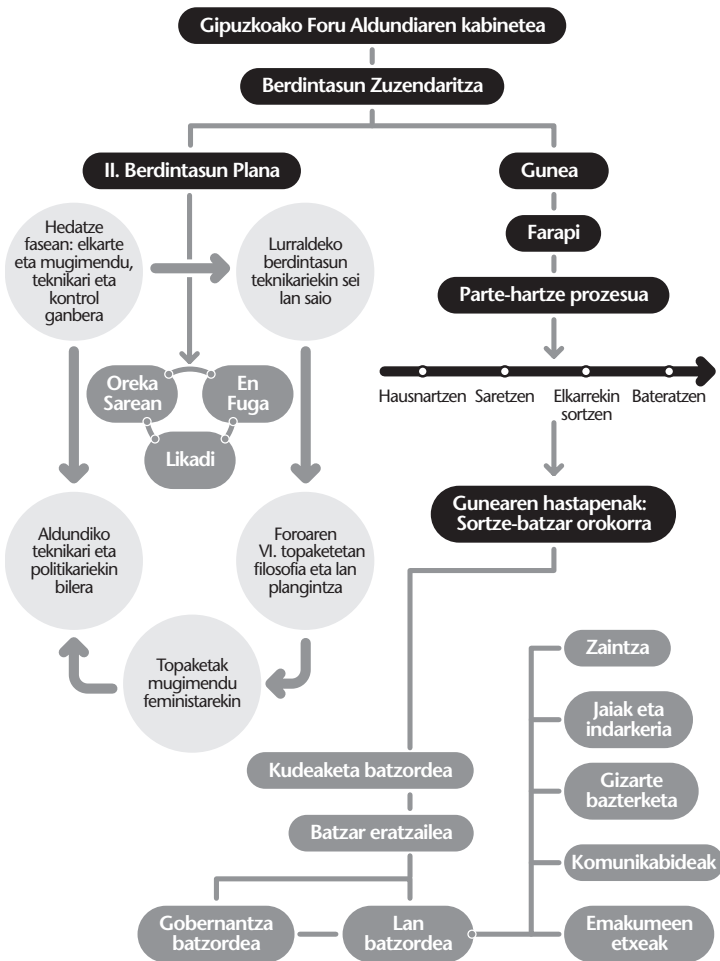 Gipuzkoako Foru Aldundiaren kabinetea
Berdintasun Zuzendaritza
II. Berdintasun Plana
Gunea
Hedatze
fasean: elkarte
eta mugimendu,
teknikari eta
kontrol
ganbera
Lurraldeko
berdintasun
teknikariekin sei
lan saio
Farapi
Parte-hartze prozesua
Oreka
Sarean
En
Fuga
Likadi
Hausnartzen
Saretzen
Elkarrekin
sortzen
Bateratzen
Gunearen hastapenak:
Sortze-batzar orokorra
Aldundiko
teknikari eta
politikariekin
bilera
Foroaren
VI. topaketetan
filosofia eta lan
plangintza
Topaketak
mugimendu
feministarekin
Zaintza
Jaiak eta
indarkeria
Gizarte
bazterketa
Komunikabideak
Emakumeen
etxeak
Kudeaketa batzordea
Batzar eratzailea
Gobernantza
batzordea
Lan
batzordea